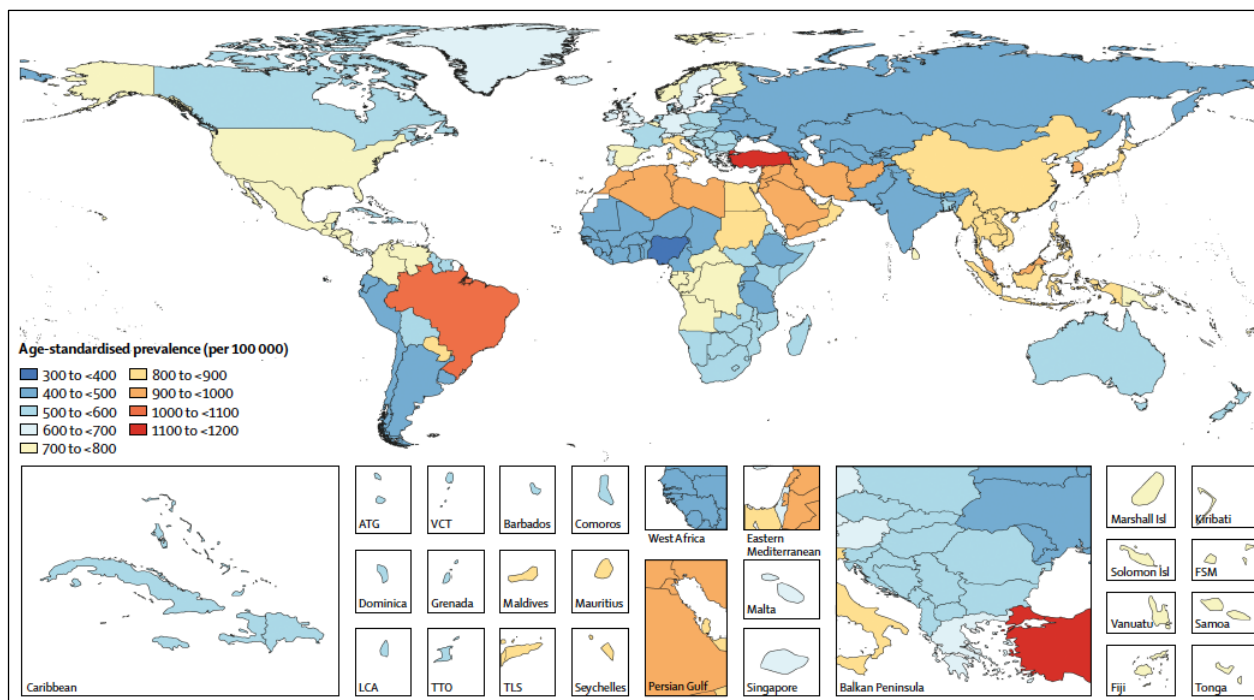 Age-standardised prevalence (per 100 000)
300 to <400
800 to <900
400 to <500
900 to <1000
500 to <600
1000 to <1100
600 to <700
1100 to <1200
700 to <800
Caribbean
ATG
VCT
Barbados
Comoros
West Africa
Eastern
Mediterranean
Marshall Isl
Kiribati
Dominica
Grenada
Maldives
Mauritius
Malta
Solomon Isl
FSM
Vanuatu
Samoa
LCA
TTO
TLS
Seychelles
Persian Gulf
Singapore
Balkan Peninsula
Fiji
Tonga